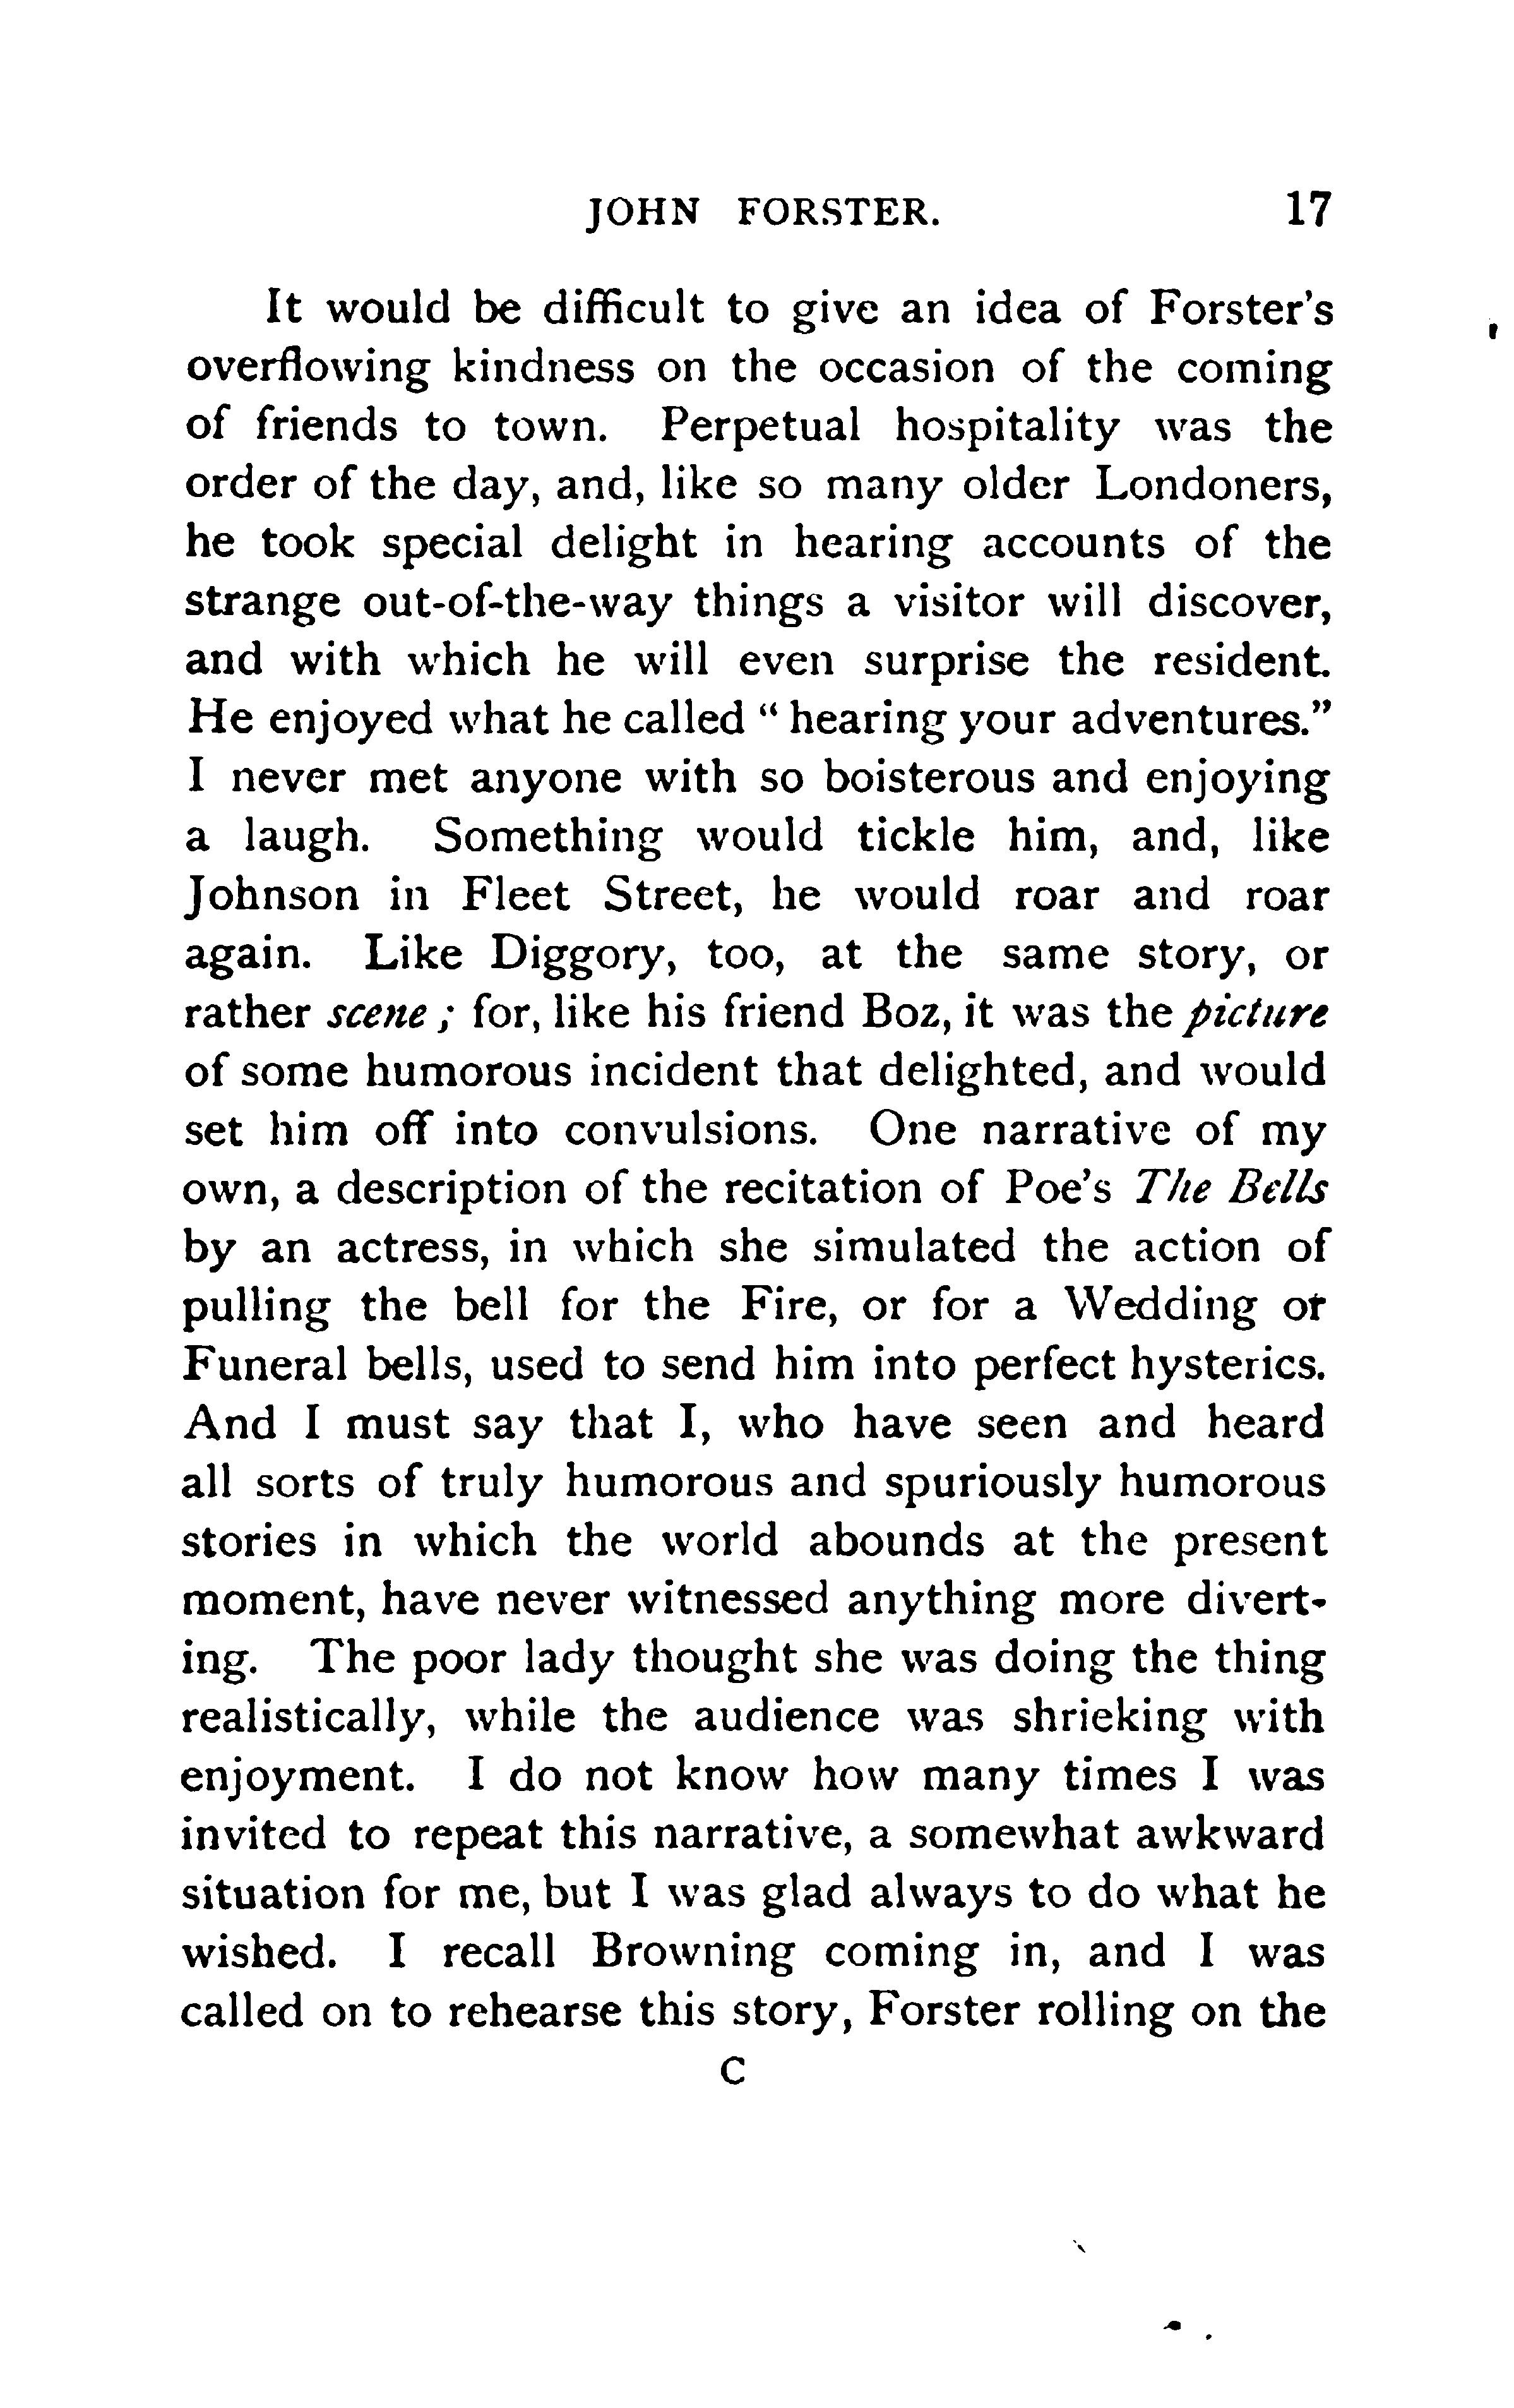 JOHN FORSTER. 17
It would be difficult to give an idea of Forster's
overflowing kindness on the occasion of the coming
of friends to town. Perpetual hospitality was the
order of the day, and, like so many older Londoners,
he took special delight in hearing accounts of the
strange out-of-the-way things a visitor will discover,
and with which he will even surprise the resident.
He enjoyed what he called “ hearing your adventures.”
I never met anyone with so boisterous and enjoying
a laugh. Something would tickle him, and, like
Johnson in Fleet Street, he would roar and roar
again. Like Diggory, too, at the same story, or
rather scene ; for, like his friend Boz, it was the picture
of some humorous incident that delighted, and would
set him off into convulsions. One narrative of my
own, a description of the recitation of Poe's The Bells
by an actress, in which she simulated the action of
pulling the bell for the Fire, or for a Wedding or
Funeral bells, used to send him into perfect hysterics.
And I must say that I, who have seen and heard
all sorts of truly humorous and spuriously humorous
stories in which the world abounds at the present
moment, have never witnessed anything more divert-
ing. The poor lady thought she was doing the thing
realistically, while the audience was shrieking with
enjoyment. I do not know how many times I was
invited to repeat this narrative, a somewhat awkward
situation for me, but I was glad always to do what he
wished. I recall Browning coming in, and I was
called on to rehearse this story, Forster rolling on the
C